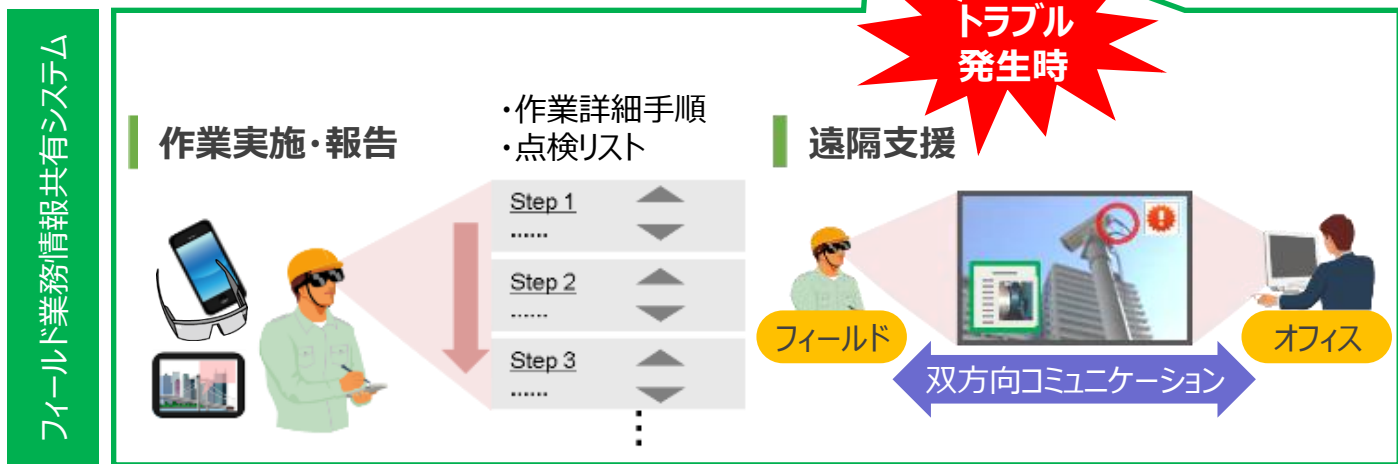 フィールド業務情報共有システム
トラブル
発生時
作業実施・報告
・作業詳細手順
・点検リスト
Step 1
......
Step 2
......
Step 3
......
遠隔支援
フィールド
オフィス
双方向コミュニケーション